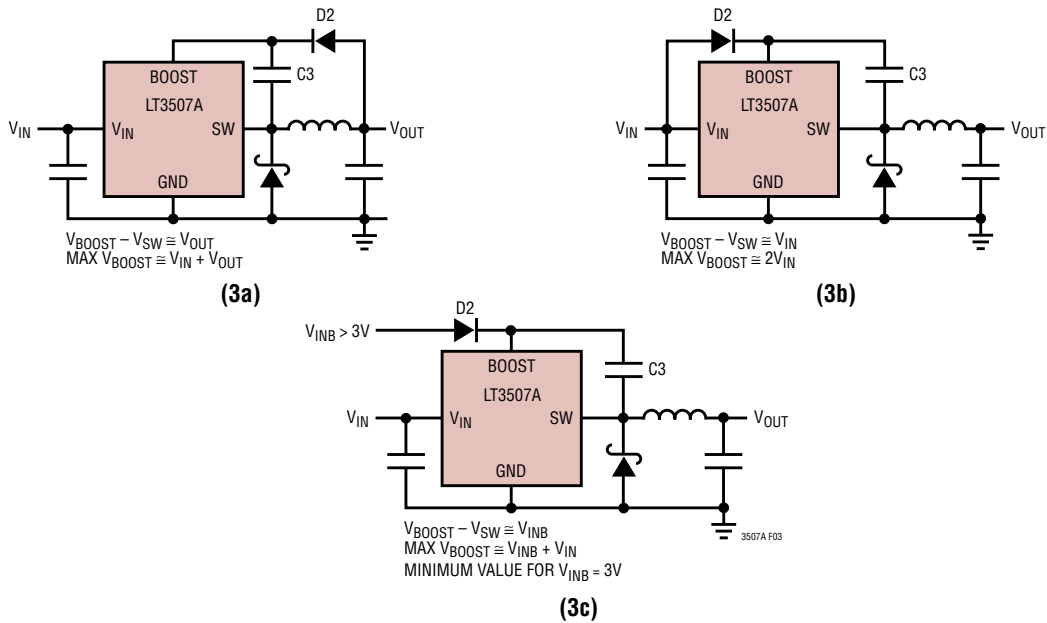 D2
BOOST
C3
LT3507A
V_IN
V_IN
SW
V_OUT
GND
V_BOOST – V_SW ≅ V_OUT
MAX V_BOOST ≅ V_IN + V_OUT
(3a)
D2
BOOST
C3
LT3507A
V_IN
V_IN
SW
V_OUT
GND
V_BOOST – V_SW ≅ V_IN
MAX V_BOOST ≅ 2V_IN
(3b)
D2
V_INB > 3V
BOOST
C3
LT3507A
V_IN
V_IN
SW
V_OUT
GND
3507A F03
V_BOOST – V_SW ≅ V_INB
MAX V_BOOST ≅ V_INB + V_IN
MINIMUM VALUE FOR V_INB = 3V
(3c)